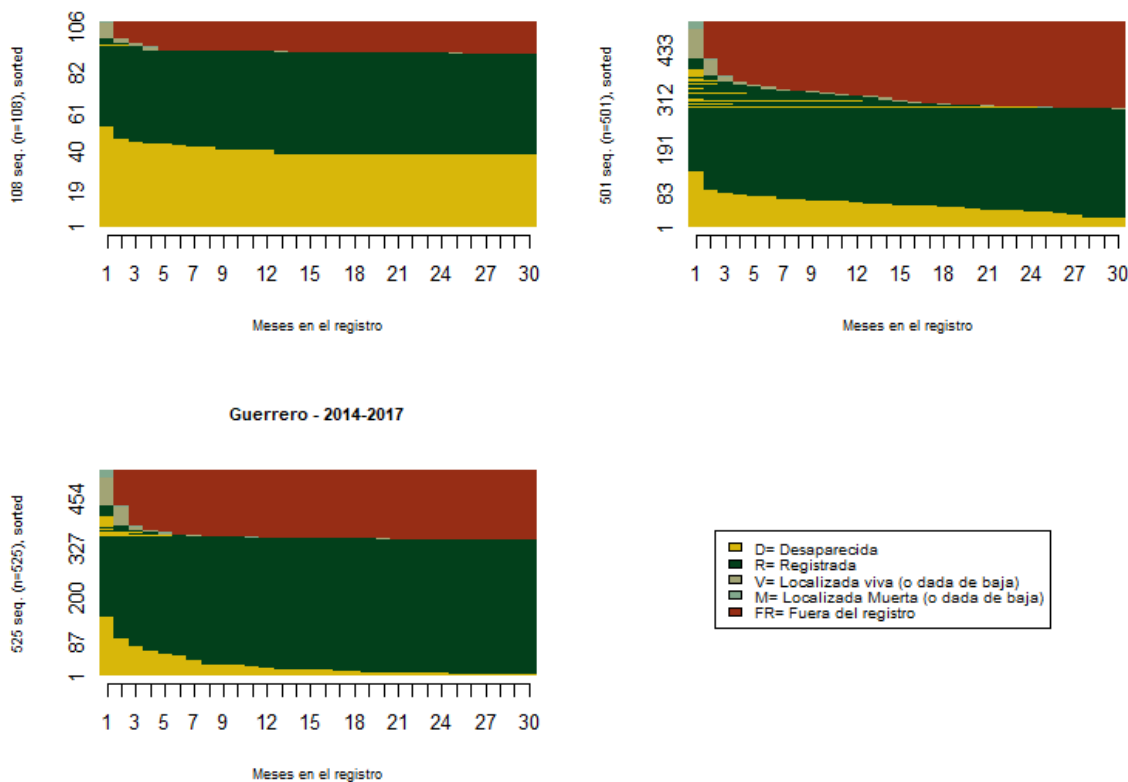 108 seq. (n=108), sorted
106
82
61
40
19
1
1 3 5 7 9 12 15 18 21 24 27 30
Meses en el registro
501 seq. (n=501), sorted
433
312
191
83
1
1 3 5 7 9 12 15 18 21 24 27 30
Meses en el registro
Guerrero - 2014-2017
525 seq. (n=525), sorted
454
327
200
87
1
1 3 5 7 9 12 15 18 21 24 27 30
Meses en el registro
D= Desaparecida
R= Registrada
V= Localizada viva (o dada de baja)
M= Localizada Muerta (o dada de baja)
FR= Fuera del registro